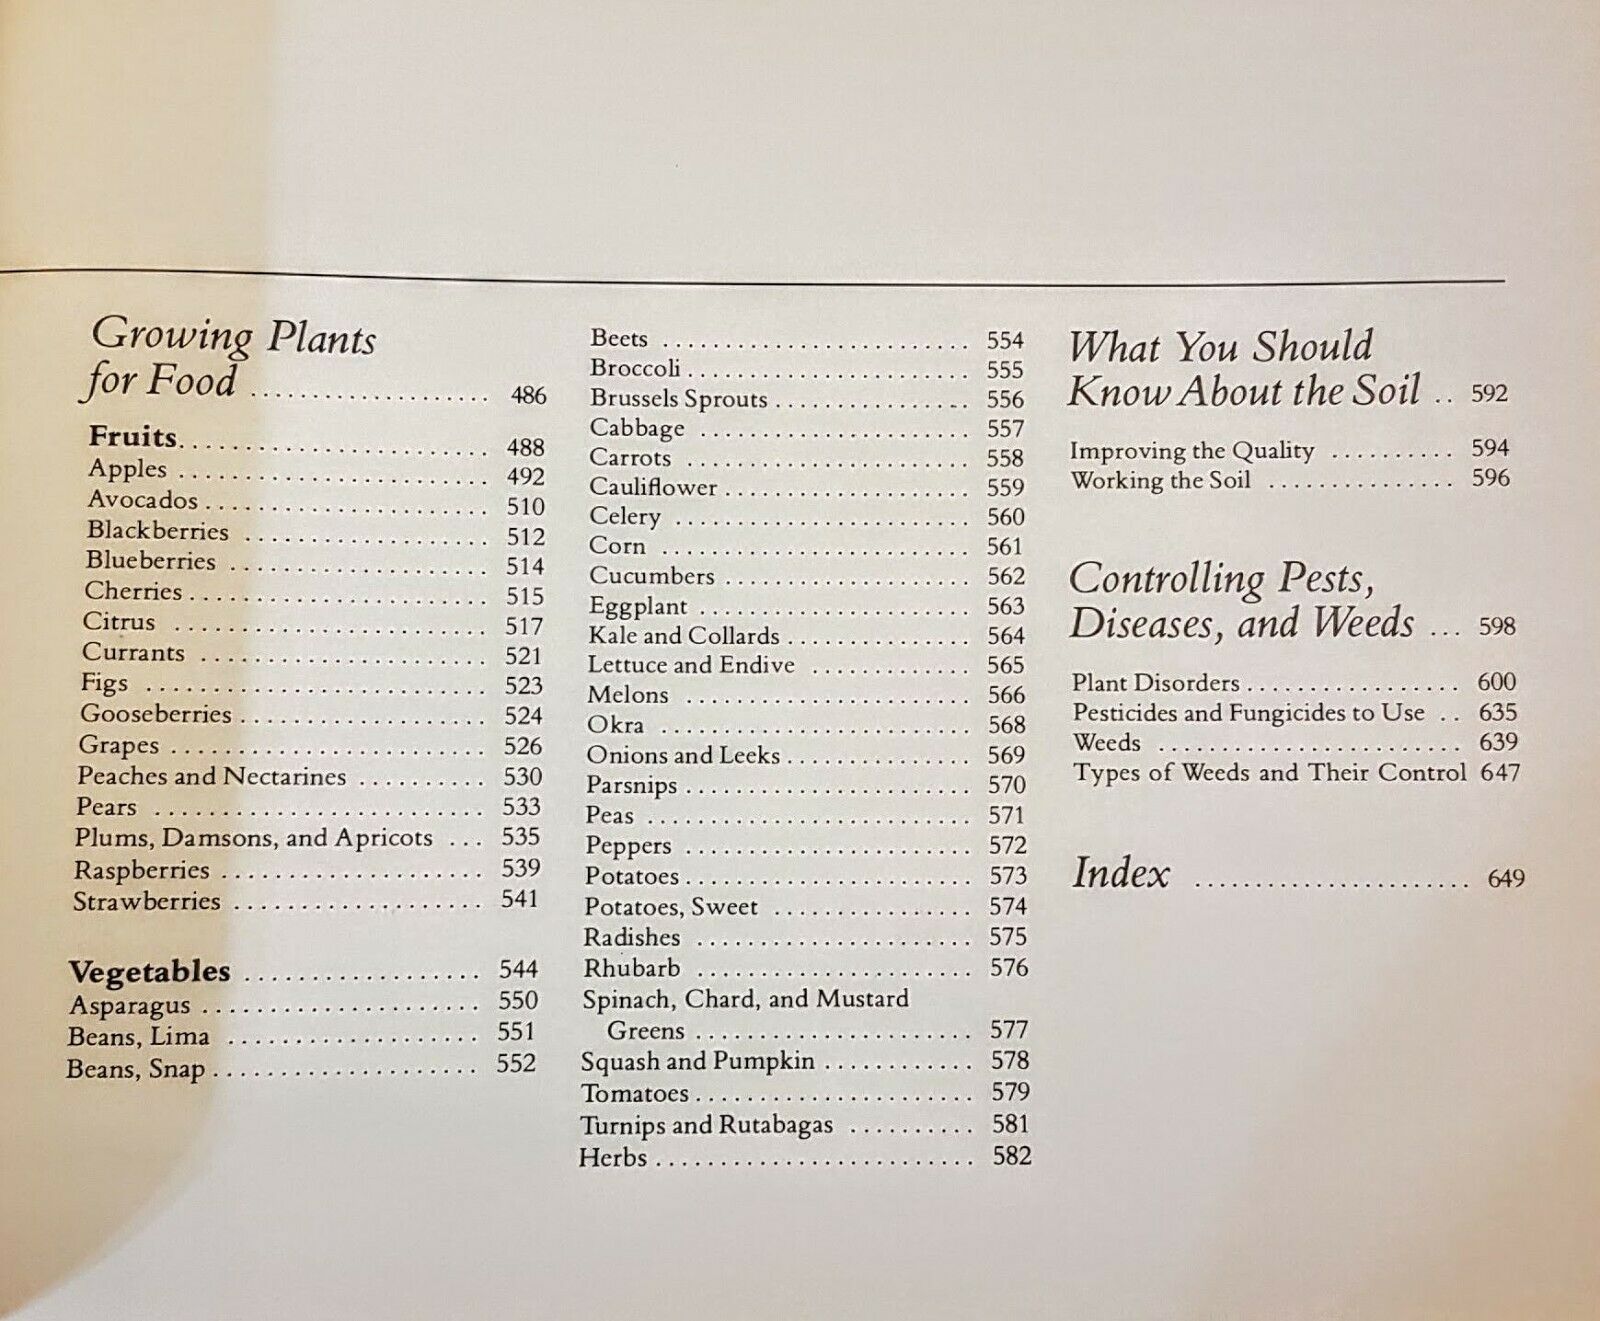 Growing Plants
for Food .................... 486
Fruits......................... 488
Apples ......................... 492
Avocados....................... 510
Blackberries .................... 512
Blueberries ..................... 514
Cherries........................ 515
Citrus ......................... 517
Currants ....................... 521
Figs ........................... 523
Gooseberries.................... 524
Grapes ......................... 526
Peaches and Nectarines ........... 530
Pears .......................... 533
Plums, Damsons, and Apricots ... 535
Raspberries ..................... 539
Strawberries .................... 541
Vegetables ................... 544
Asparagus ...................... 550
Beans, Lima .................... 551
Beans, Snap..................... 552
Beets ......................... 554
Broccoli....................... 555
Brussels Sprouts................ 556
Cabbage ...................... 557
Carrots ....................... 558
Cauliflower.................... 559
Celery ........................ 560
Corn ......................... 561
Cucumbers .................... 562
Eggplant ...................... 563
Kale and Collards............... 564
Lettuce and Endive ............. 565
Melons ....................... 566
Okra ......................... 568
Onions and Leeks............... 569
Parsnips ....................... 570
Peas .......................... 571
Peppers ....................... 572
Potatoes....................... 573
Potatoes, Sweet ................ 574
Radishes ...................... 575
Rhubarb ...................... 576
Spinach, Chard, and Mustard
Greens ...................... 577
Squash and Pumpkin ............ 578
Tomatoes...................... 579
Turnips and Rutabagas .......... 581
Herbs.......................... 582
What You Should
Know About the Soil .. 592
Improving the Quality .......... 594
Working the Soil ............... 596
Controlling Pests,
Diseases, and Weeds ... 598
Plant Disorders................. 600
Pesticides and Fungicides to Use .. 635
Weeds ........................ 639
Types of Weeds and Their Control 647
Index ....................... 649